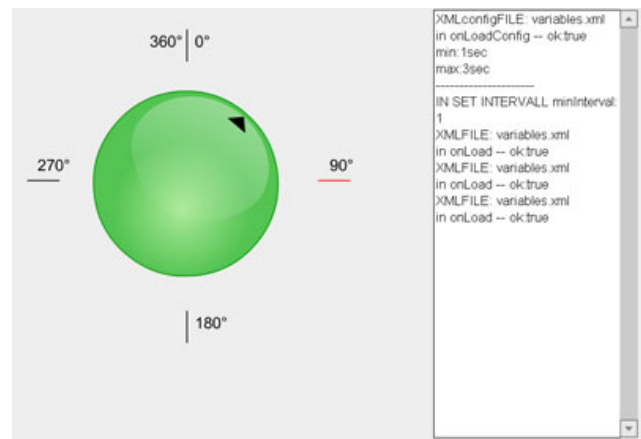 360° 0°
270°
90°
180°
XMLconfigFILE: variables.xml
in onLoadConfig -- ok:true
min:1sec
max:3sec
----------------------
IN SET INTERVALL minInterval:
1
XMLFILE: variables.xml
in onLoad -- ok:true
XMLFILE: variables.xml
in onLoad -- ok:true
XMLFILE: variables.xml
in onLoad -- ok:true